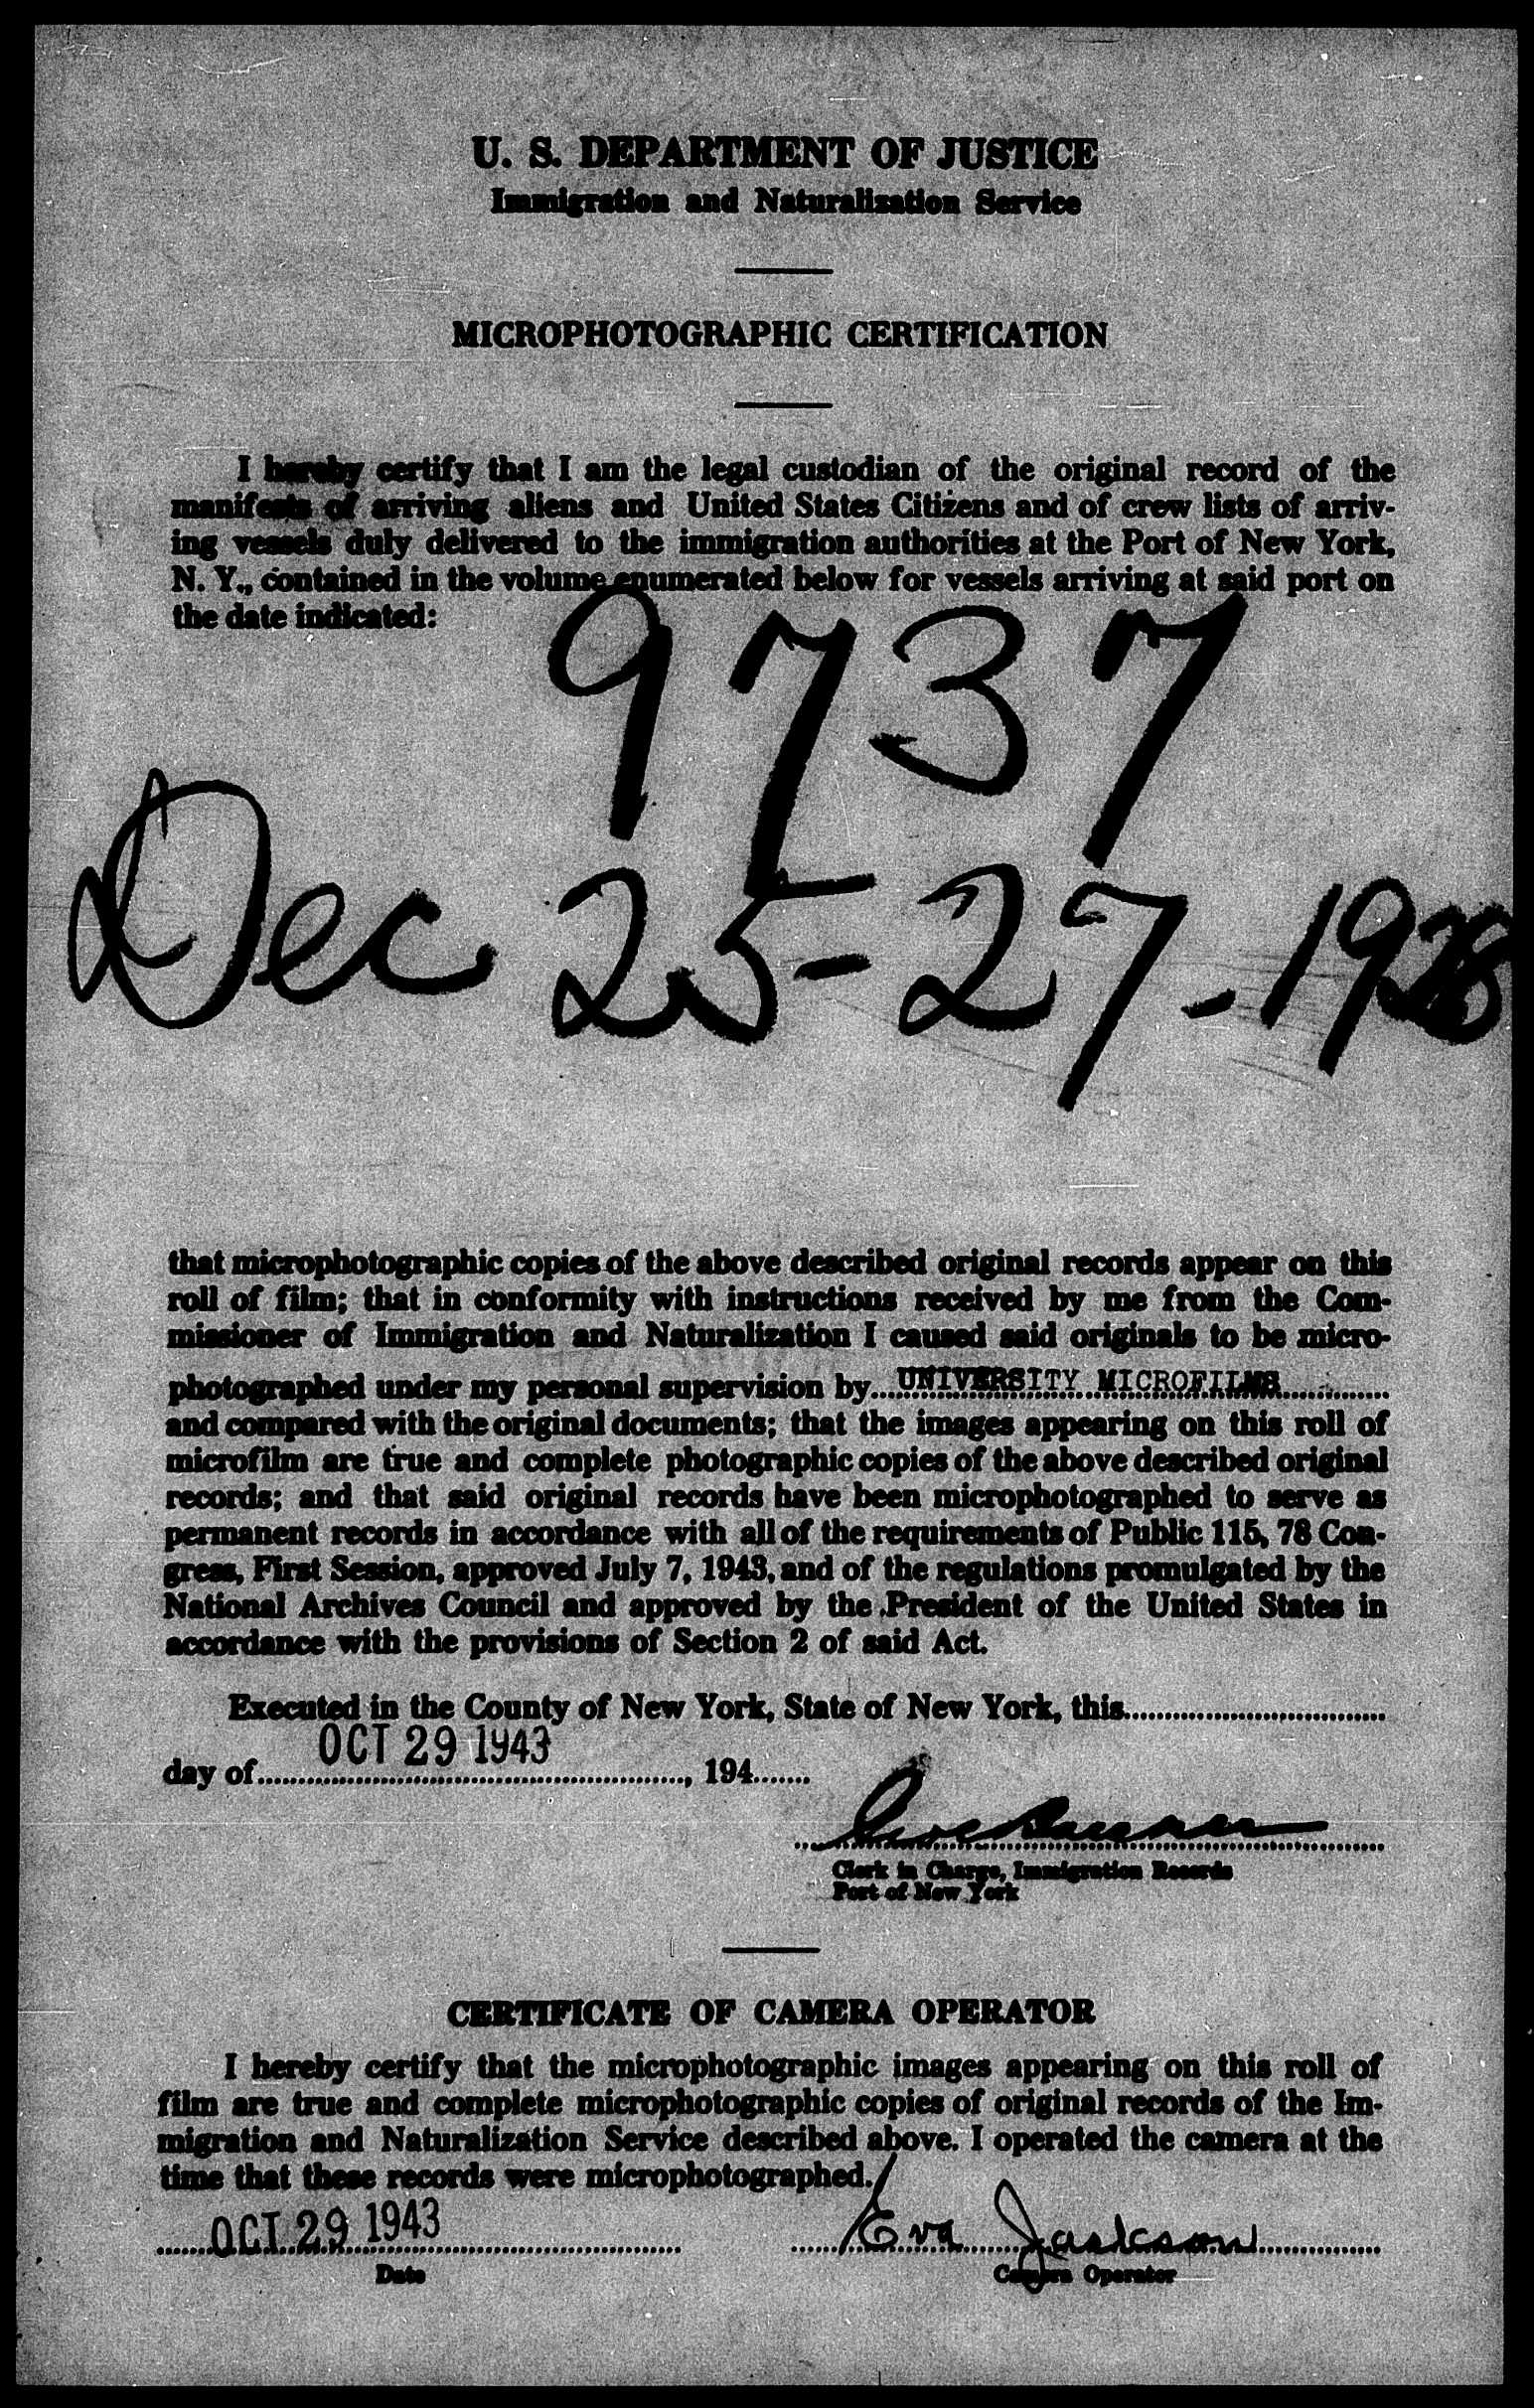 U. S. DEPARTMENT OF JUSTICE
Immigration and Naturalization Service
MICROPHOTOGRAPHIC CERTIFICATION
I hereby certify that I am the legal custodian of the original record of the
manifests of arriving aliens and United States Citizens and of crew lists of arriv-
ing vessels duly delivered to the immigration authorities at the Port of New York,
N. Y., contained in the volume enumerated below for vessels arriving at said port on
the date indicated:
9737
Dec 25-27-1928
that microphotographic copies of the above described original records appear on this
roll of film; that in conformity with instructions received by me from the Com-
missioner of Immigration and Naturalization I caused said originals to be micro-
photographed under my personal supervision by UNIVERSITY MICROFILMS
and compared with the original documents; that the images appearing on this roll of
microfilm are true and complete photographic copies of the above described original
records; and that said original records have been microphotographed to serve as
permanent records in accordance with all of the requirements of Public 115, 78 Con-
gress, First Session, approved July 7, 1943, and of the regulations promulgated by the
National Archives Council and approved by the President of the United States in
accordance with the provisions of Section 2 of said Act.
Executed in the County of New York, State of New York, this
day of OCT 29 1943, 194
Clerk in Charge, Immigration Records
Port of New York
CERTIFICATE OF CAMERA OPERATOR
I hereby certify that the microphotographic images appearing on this roll of
film are true and complete microphotographic copies of original records of the Im-
migration and Naturalization Service described above. I operated the camera at the
time that these records were microphotographed.
OCT 29 1943 Eva Jackson
Date Camera Operator